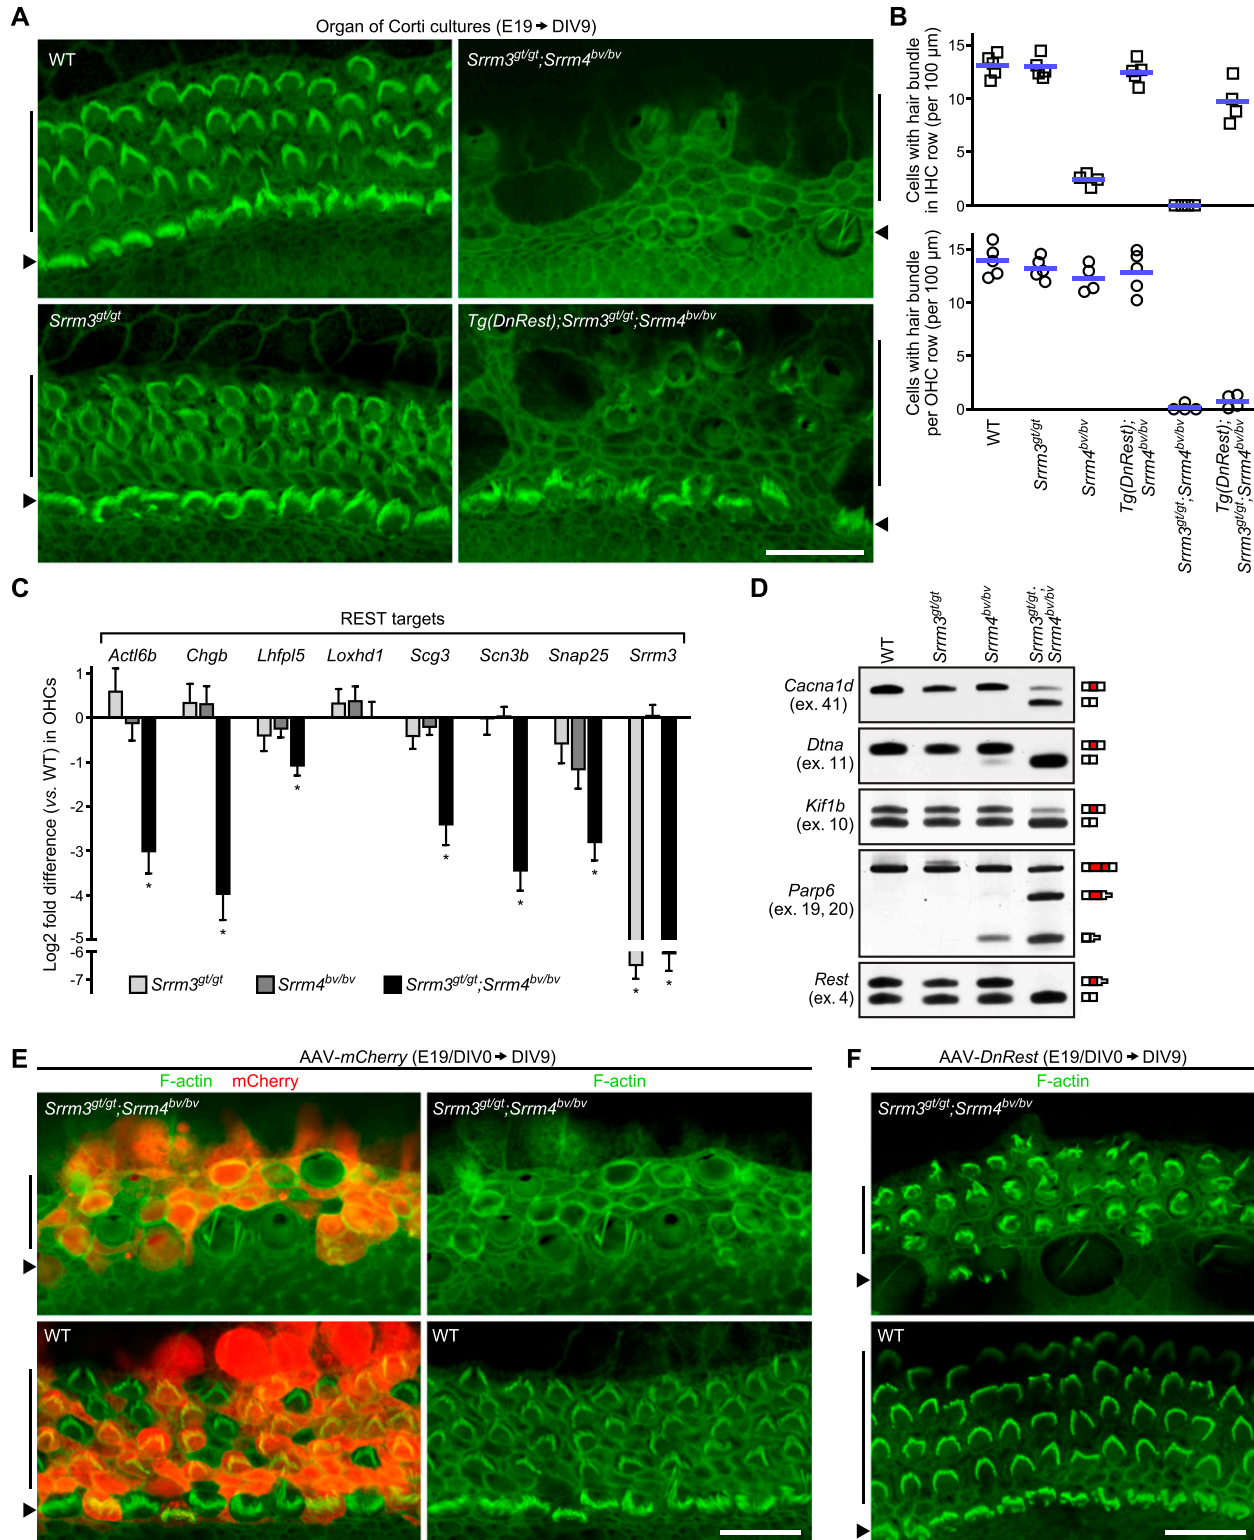 A
Organ of Corti cultures (E19 → DIV9)
WT
Srrm3gt/gt;Srrm4bv/bv
Srrm3gt/gt
Tg(DnRest);Srrm3gt/gt;Srrm4bv/bv
B
Cells with hair bundle
in IHC row (per 100 µm)
15
10
5
0
Cells with hair bundle
per OHC row (per 100 µm)
15
10
5
0
WT
Srrm3gt/gt
Srrm4bv/bv
Tg(DnRest);
Srrm4bv/bv
Srrm3gt/gt;Srrm4bv/bv
Tg(DnRest);
Srrm3gt/gt;Srrm4bv/bv
C
REST targets
Actl6b Chgb Lhfpl5 Loxhd1 Scg3 Scn3b Snap25 Srrm3
Log2 fold difference (vs. WT) in OHCs
1
0
-1
-2
-3
-4
-5
-6
-7
* * * * * * * *
Srrm3gt/gt Srrm4bv/bv Srrm3gt/gt;Srrm4bv/bv
D
WT
Srrm3gt/gt
Srrm4bv/bv
Srrm3gt/gt;
Srrm4bv/bv
Cacna1d
(ex. 41)
Dtna
(ex. 11)
Kif1b
(ex. 10)
Parp6
(ex. 19, 20)
Rest
(ex. 4)
E
AAV-mCherry (E19/DIV0 → DIV9)
F-actin mCherry
F-actin
Srrm3gt/gt;Srrm4bv/bv
Srrm3gt/gt;Srrm4bv/bv
WT
WT
F
AAV-DnRest (E19/DIV0 → DIV9)
F-actin
Srrm3gt/gt;Srrm4bv/bv
WT